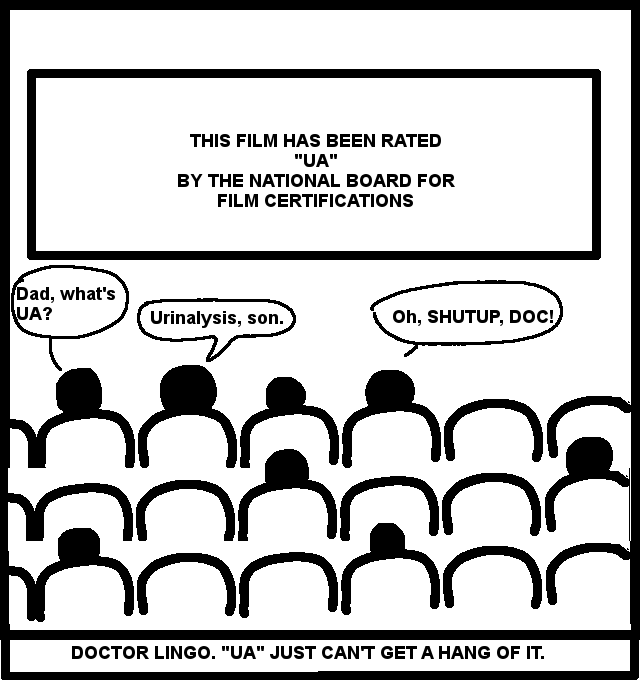 THIS FILM HAS BEEN RATED
"UA"
BY THE NATIONAL BOARD FOR
FILM CERTIFICATIONS
Dad, what's
UA?
Urinalysis, son.
Oh, SHUTUP, DOC!
DOCTOR LINGO. "UA" JUST CAN'T GET A HANG OF IT.